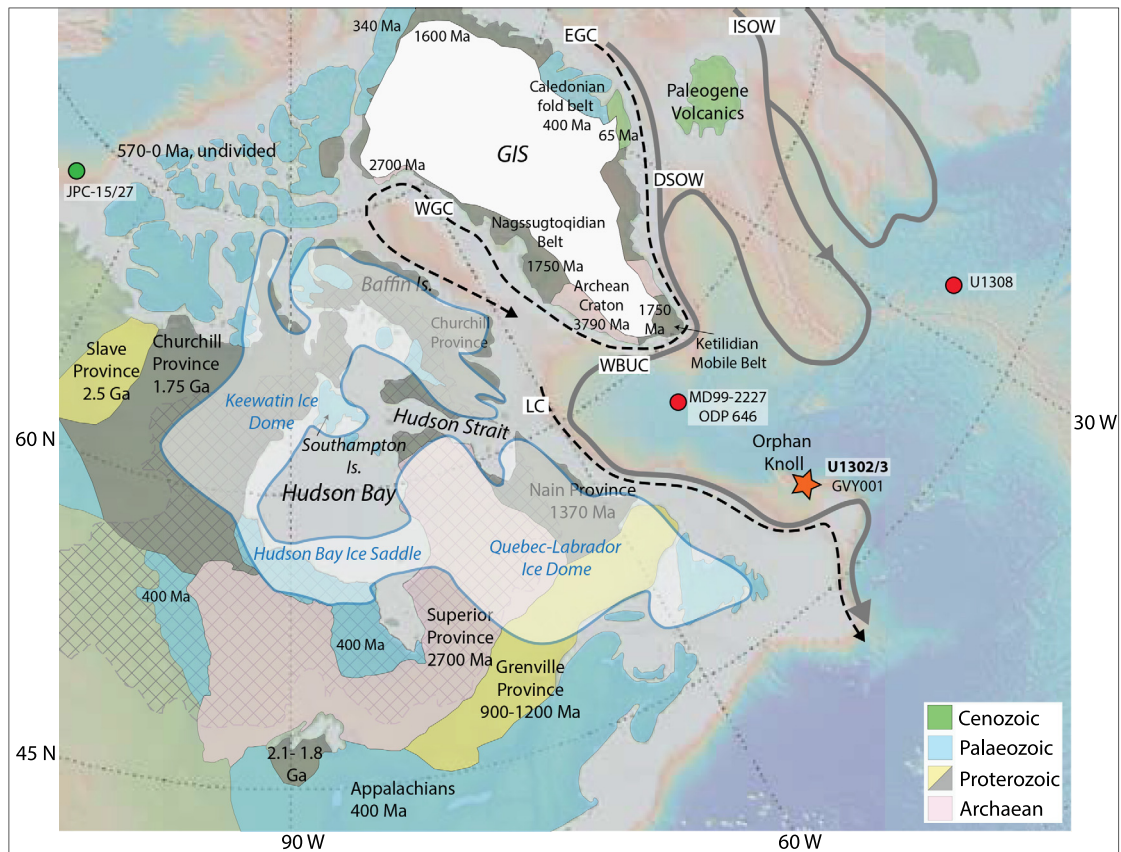 340 Ma
1600 Ma
EGC
ISOW
Caledonian
fold belt
400 Ma
65 Ma
Paleogene
Volcanics
570-0 Ma, undivided
JPC-15/27
2700 Ma
GIS
DSOW
WGC
Nagssugtoqidian
Belt
1750 Ma
Archean
Craton
3790 Ma
1750
Ma
Ketilidian
Mobile Belt
U1308
Baffin Is.
Churchill
Province
Slave
Province
2.5 Ga
Churchill
Province
1.75 Ga
WBUC
MD99-2227
ODP 646
Keewatin Ice
Dome
LC
Hudson Strait
Southampton
Is.
60 N
30 W
Orphan
Knoll
U1302/3
GVY001
Hudson Bay
Nain Province
1370 Ma
Hudson Bay Ice Saddle
Quebec-Labrador
Ice Dome
400 Ma
400 Ma
Superior
Province
2700 Ma
Grenville
Province
900-1200 Ma
45 N
2.1- 1.8
Ga
Appalachians
400 Ma
Cenozoic
Palaeozoic
Proterozoic
Archaean
90 W
60 W